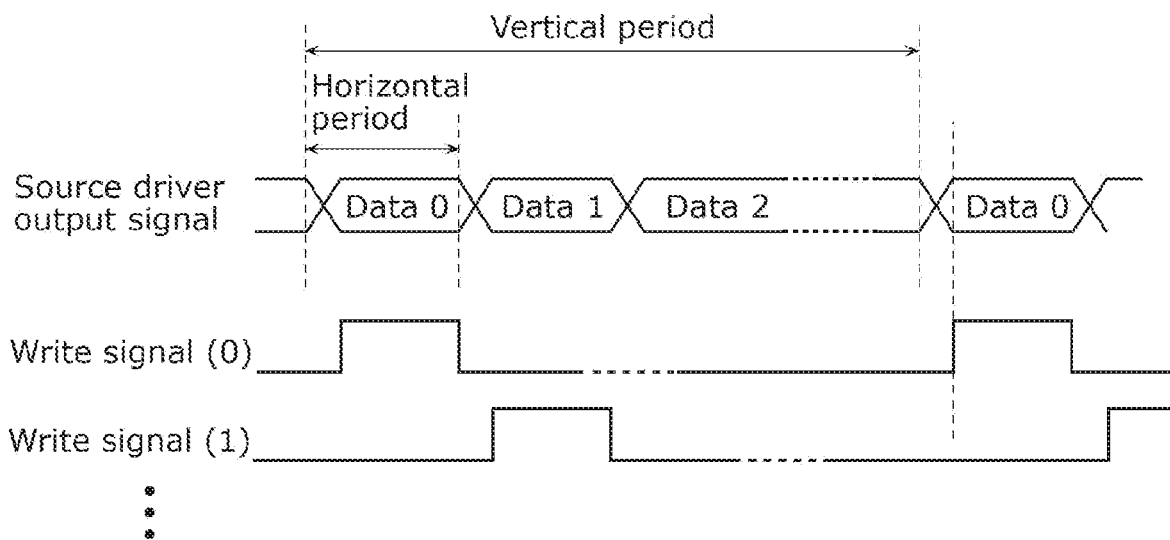 Vertical period
Horizontal
period
Source driver
output signal
Data 0
Data 1
Data 2
Data 0
Write signal (0)
Write signal (1)